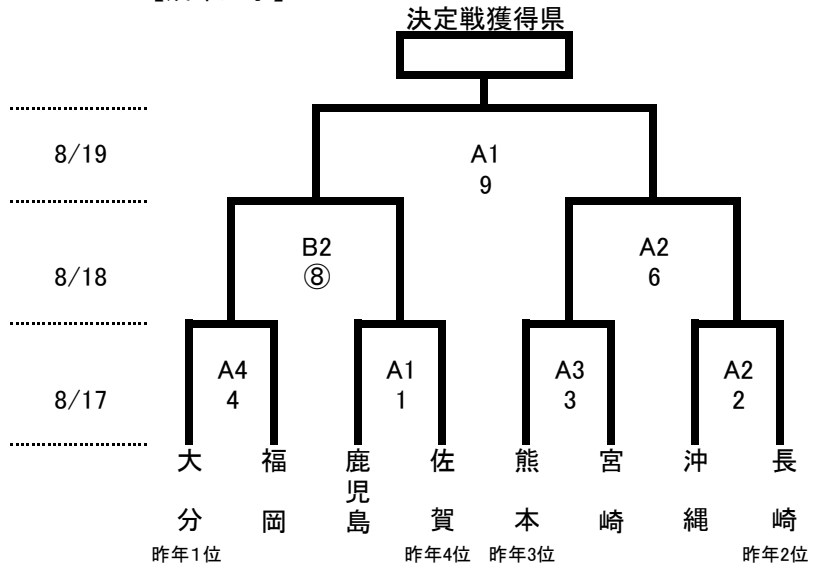 決定戦獲得県
8/19
A1
9
B2
⑧
A2
6
8/18
A4
4
A1
1
A3
3
A2
2
8/17
大分
福岡
鹿児島
佐賀
熊本
宮崎
沖縄
長崎
昨年1位
昨年4位
昨年3位
昨年2位